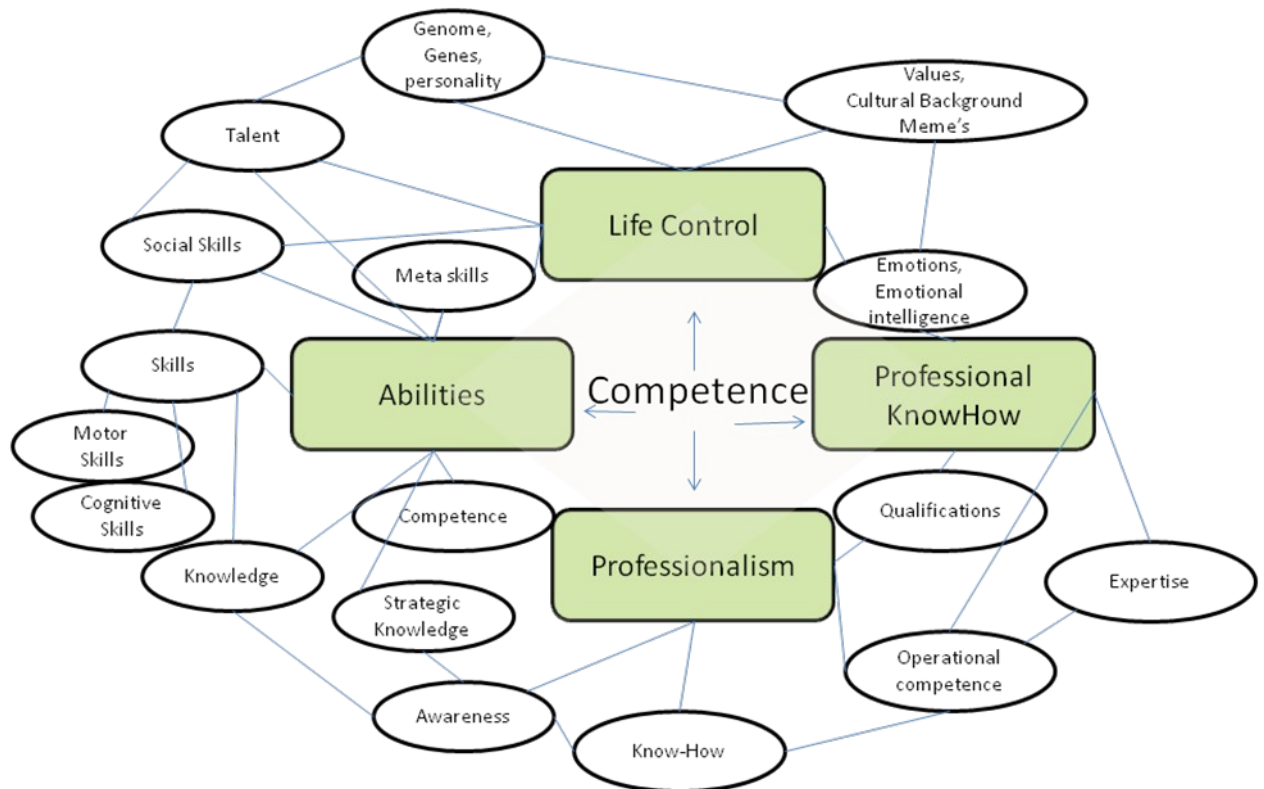 Genome,
Genes,
personality
Values,
Cultural Background
Meme's
Talent
Life Control
Social Skills
Meta skills
Emotions,
Emotional
intelligence
Skills
Abilities
Competence
Professional
KnowHow
Motor
Skills
Cognitive
Skills
Competence
Qualifications
Knowledge
Professionalism
Expertise
Strategic
Knowledge
Operational
competence
Awareness
Know-How